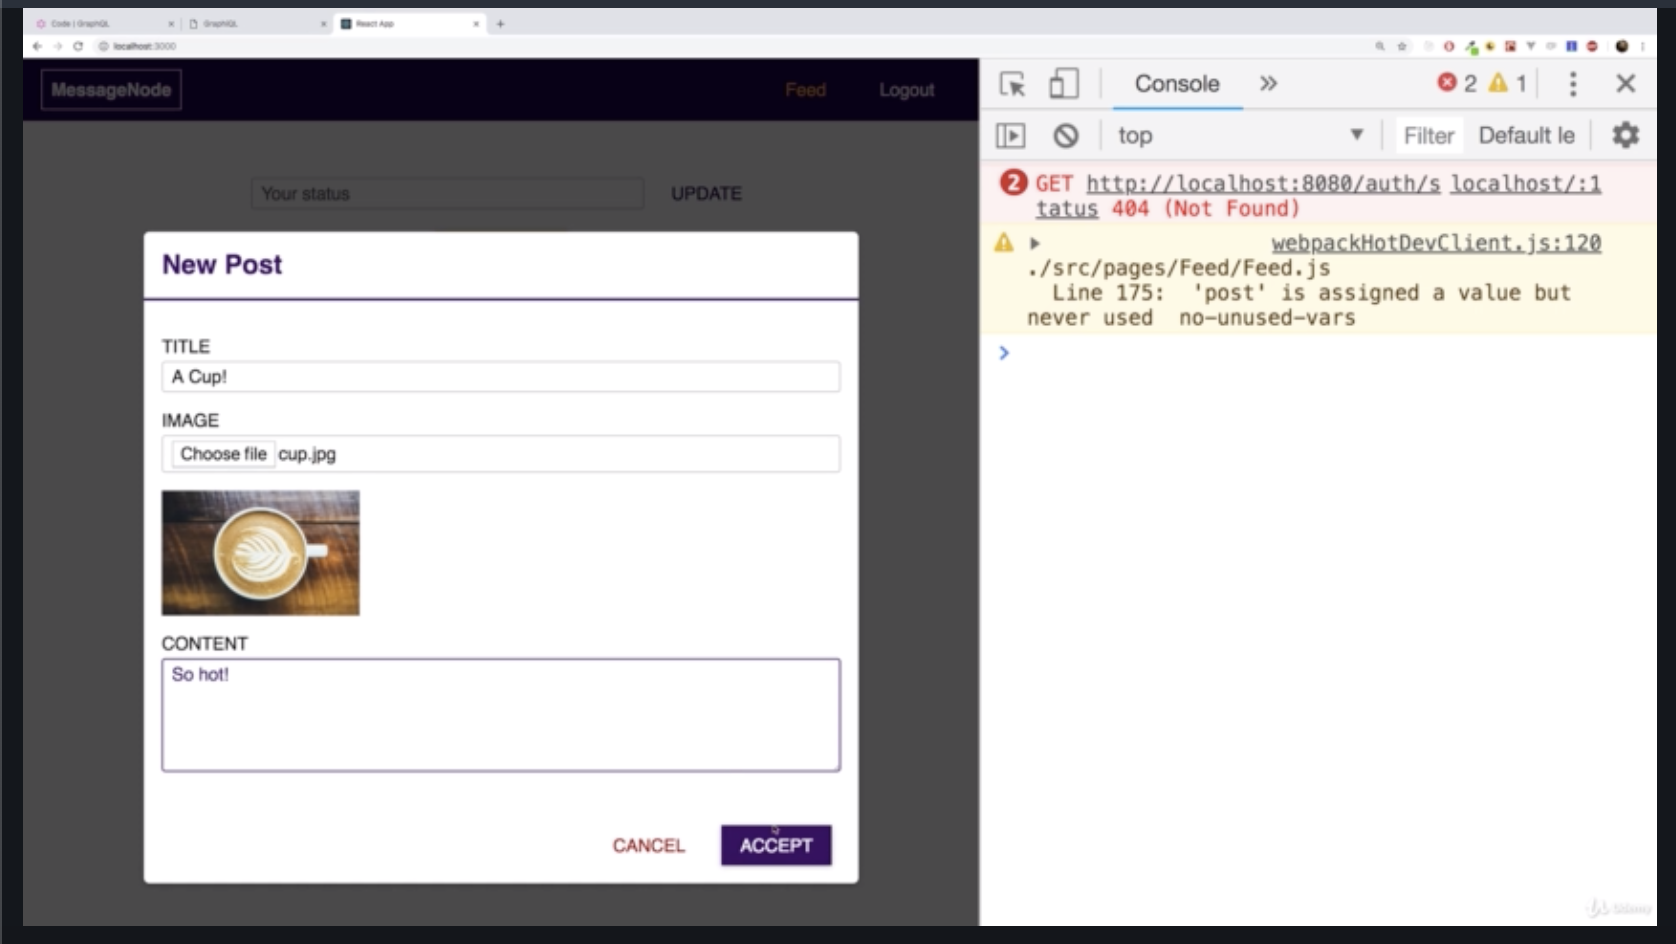 Code | GraphQL
GraphiQL
React App
localhost:3000
MessageNode
Feed
Logout
Your status
UPDATE
New Post
TITLE
A Cup!
IMAGE
Choose file cup.jpg
CONTENT
So hot!
CANCEL
ACCEPT
Console
2
1
top
Filter
Default le
2 GET http://localhost:8080/auth/s localhost/:1
tatus 404 (Not Found)
webpackHotDevClient.js:120
./src/pages/Feed/Feed.js
Line 175: 'post' is assigned a value but
never used no-unused-vars
Udemy